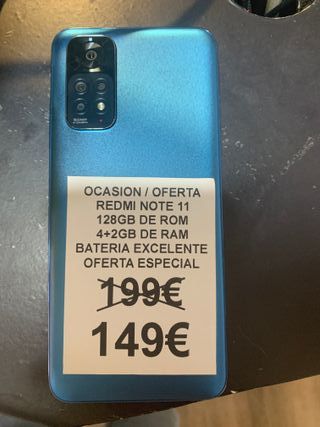 OCASION / OFERTA
REDMI NOTE 11
128GB DE ROM
4+2GB DE RAM
BATERIA EXCELENTE
OFERTA ESPECIAL
199€
149€